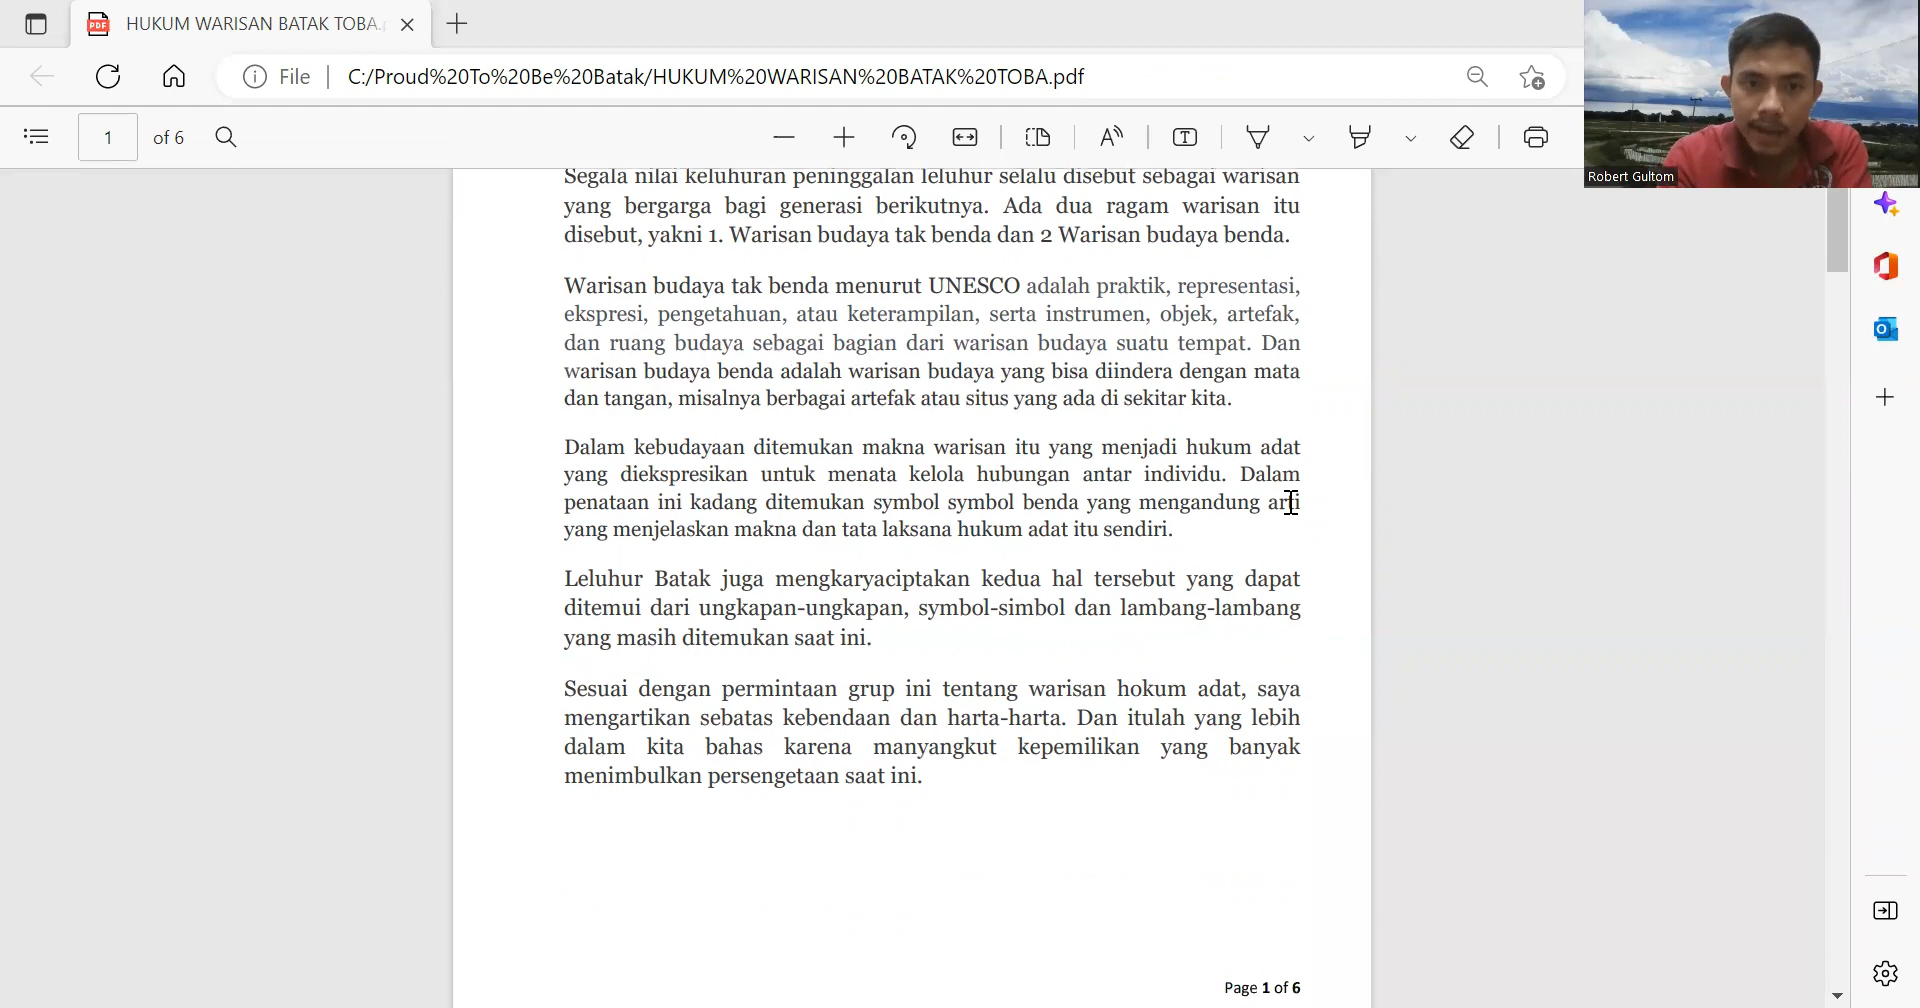 HUKUM WARISAN BATAK TOBA.
File
C:/Proud%20To%20Be%20Batak/HUKUM%20WARISAN%20BATAK%20TOBA.pdf
1 of 6
Robert Gultom
Segala nilai keluhuran peninggalan leluhur selalu disebut sebagai warisan
yang bergarga bagi generasi berikutnya. Ada dua ragam warisan itu
disebut, yakni 1. Warisan budaya tak benda dan 2 Warisan budaya benda.
Warisan budaya tak benda menurut UNESCO adalah praktik, representasi,
ekspresi, pengetahuan, atau keterampilan, serta instrumen, objek, artefak,
dan ruang budaya sebagai bagian dari warisan budaya suatu tempat. Dan
warisan budaya benda adalah warisan budaya yang bisa diindera dengan mata
dan tangan, misalnya berbagai artefak atau situs yang ada di sekitar kita.
Dalam kebudayaan ditemukan makna warisan itu yang menjadi hukum adat
yang diekspresikan untuk menata kelola hubungan antar individu. Dalam
penataan ini kadang ditemukan symbol symbol benda yang mengandung arti
yang menjelaskan makna dan tata laksana hukum adat itu sendiri.
Leluhur Batak juga mengkaryaciptakan kedua hal tersebut yang dapat
ditemui dari ungkapan-ungkapan, symbol-simbol dan lambang-lambang
yang masih ditemukan saat ini.
Sesuai dengan permintaan grup ini tentang warisan hokum adat, saya
mengartikan sebatas kebendaan dan harta-harta. Dan itulah yang lebih
dalam kita bahas karena manyangkut kepemilikan yang banyak
menimbulkan persengetaan saat ini.
Page 1 of 6